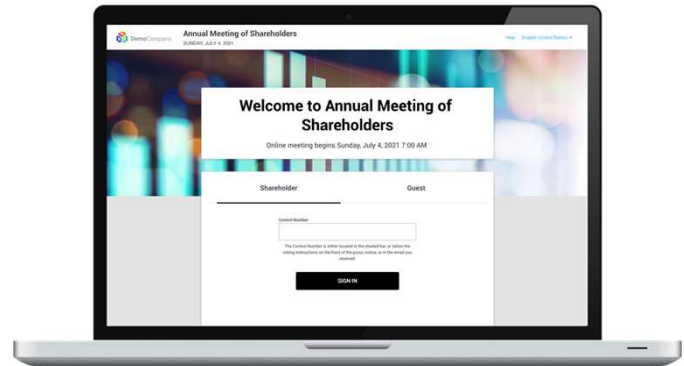 DemoCompany
Annual Meeting of Shareholders
SUNDAY, JULY 4, 2021
Help English (United States)
Welcome to Annual Meeting of
Shareholders
Online meeting begins Sunday, July 4, 2021 7:00 AM
Shareholder Guest
Control Number
The Control Number is either located in the shaded bar, or below the
voting instructions on the front of the proxy, notice, or in the email you
received.
SIGN IN